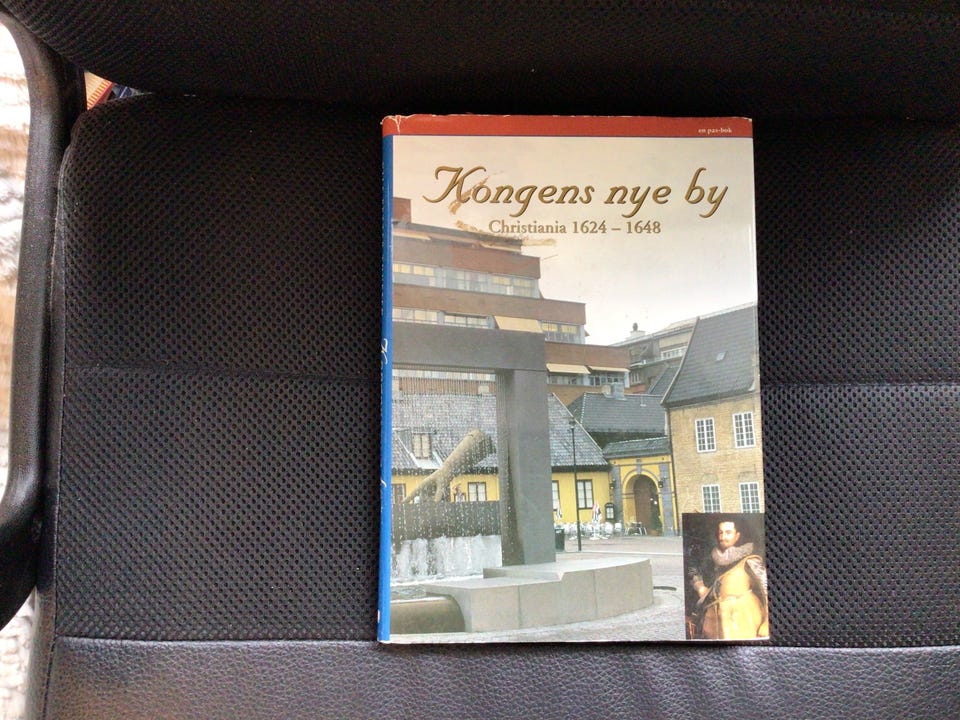 en pax-bok
Kongens nye by
Christiania 1624 – 1648